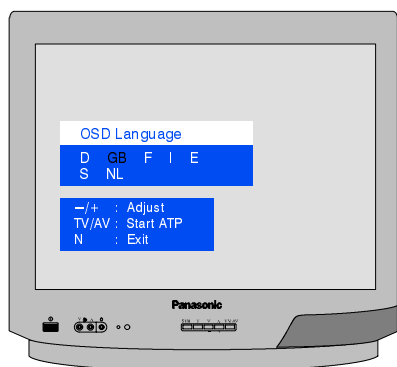 OSD Language
D GB F I E
S NL
−/+ : Adjust
TV/AV : Start ATP
N : Exit
Panasonic